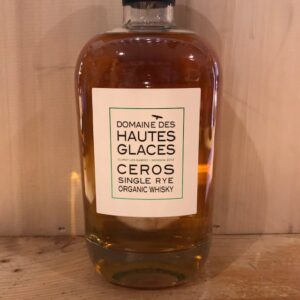 DOMAINE DES
HAUTES
GLACES
CEROS
SINGLE RYE
ORGANIC WHISKY